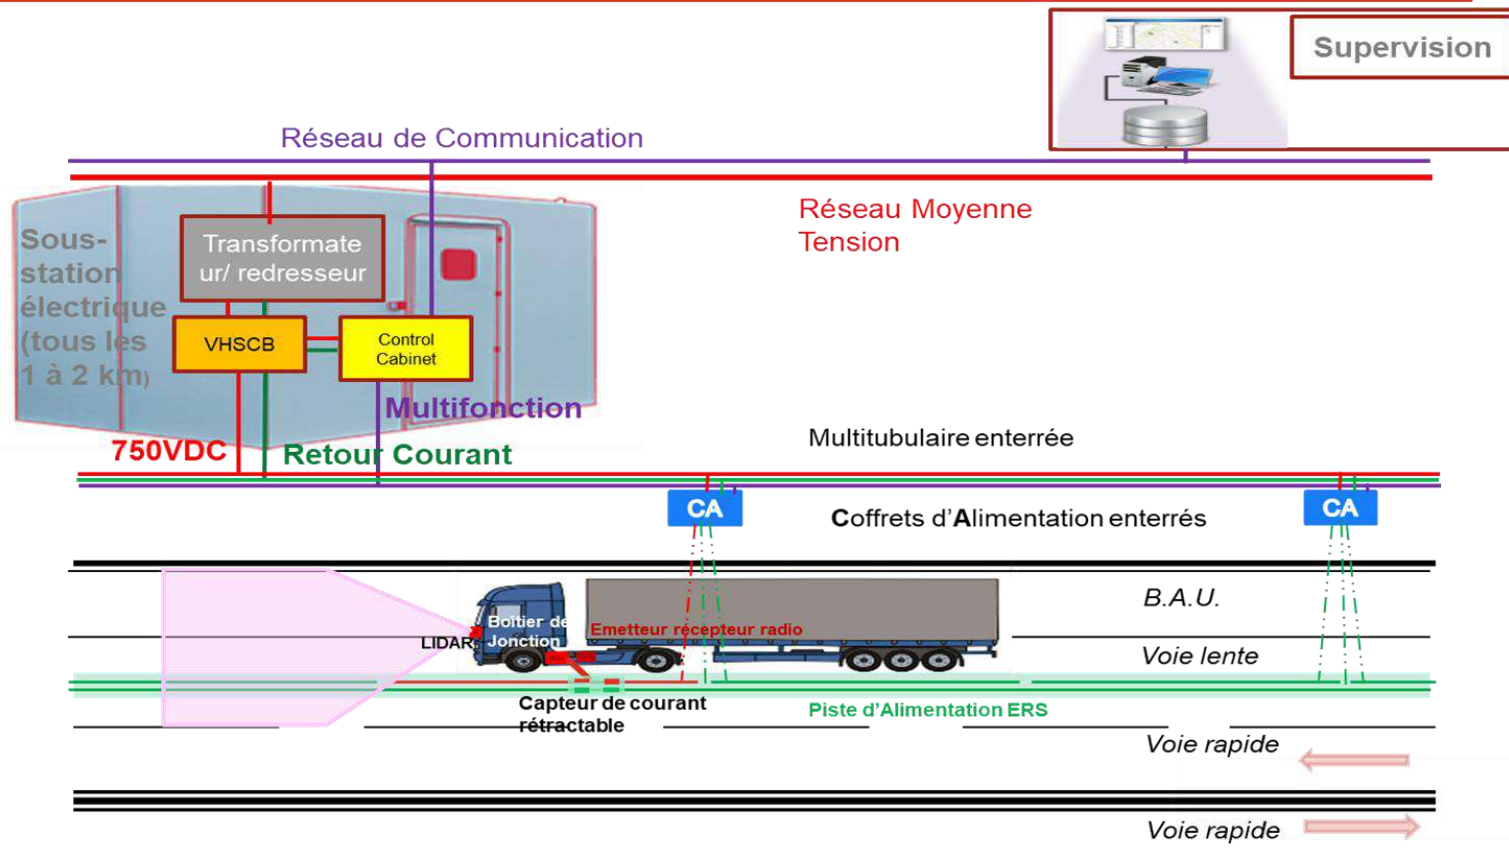 Supervision
Réseau de Communication
Réseau Moyenne
Tension
Sous-
station
électrique
(tous les
1 à 2 km)
Transformate
ur/ redresseur
VHSCB
Control
Cabinet
Multifonction
750VDC
Retour Courant
Multitubulaire enterrée
CA
Coffrets d’Alimentation enterrés
CA
B.A.U.
Boîtier de
Jonction
Emetteur récepteur radio
LIDAR
Voie lente
Capteur de courant
rétractable
Piste d’Alimentation ERS
Voie rapide
Voie rapide